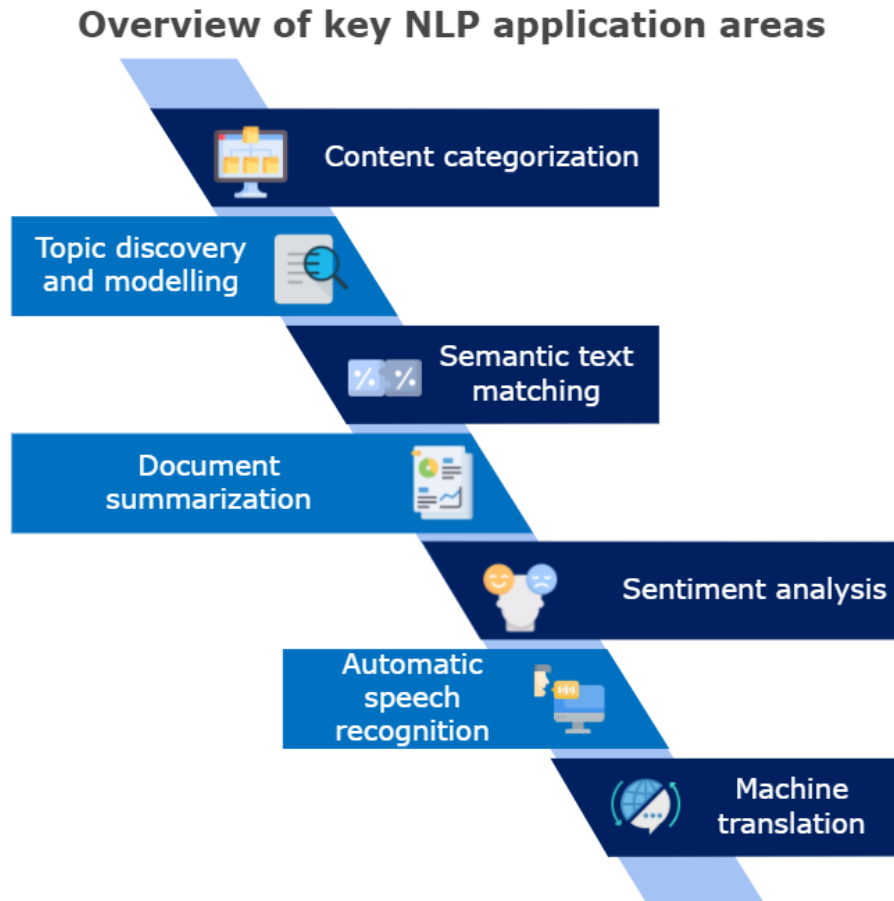 Overview of key NLP application areas
Content categorization
Topic discovery
and modelling
Semantic text
matching
Document
summarization
Sentiment analysis
Automatic
speech
recognition
Machine
translation